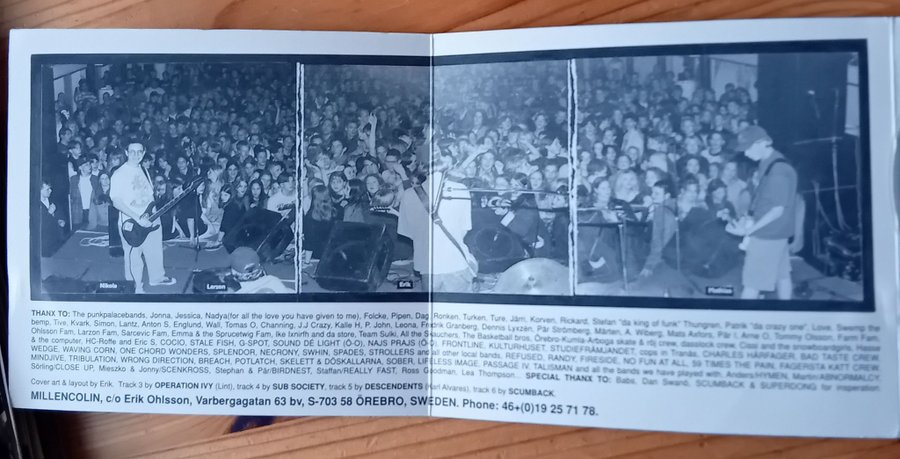 Nikola
Larzon
Erik
Mathias
THANX TO: The punkpalacebands, Jonna, Jessica, Nadya(for all the love you have given to me), Folcke, Pipen, Dag, Ronken, Turken, Ture, Järn, Korven, Rickard, Stefan "da king of funk" Thungren, Patrik "da crazy one", Love, Swemp the
bemp, Tive, Kvark, Simon, Lantz, Anton S, Englund, Wall, Tomas O, Channing, J.J Crazy, Kalle H, P. John, Leona, Fredrik Granberg, Dennis Lyxzén, Pär Strömberg, Mårten, A. Wiberg, Mats Axfors, Pär I, Arne O, Tommy Olsson, Farm Fam,
Ohlsson Fam, Larzon Fam, Sarcevic Fam, Emma & the Sprucetwig Fam, Ike Ixnirfh and da store, Team Sulki, All the Sauchers, The Basketball bros, Örebro-Kumla-Arboga skate & röj crew, dasslock crew, Claes and the snowboardgang, Hasse
& the computer, HC-Roffe and Eric S. COCIO, STALE FISH, G-SPOT, SOUND DÉ LIGHT (Ö-O), NAJS PRAJS (Ö-O), FRONTLINE, KULTURHUSET, STUDIEFRÄMJANDET, cops in Tranås, CHARLES HÅRFAGER, BAD TASTE CREW,
WEDGE, WAVING CORN, ONE CHORD WONDERS, SPLENDOR, NECRONY, SWHIN, SPADES, STROLLERS and all other local bands, REFUSED, RANDY, FIRESIDE, NO FUN AT ALL, 59 TIMES THE PAIN, FAGERSTA KATT CREW,
MINDJIVE, TRIBULATION, WRONG DIRECTION, BREACH, POTLATCH, SKELETT & DÖSKALLARNA, SOBER, LIFELESS IMAGE, PASSAGE IV, TALISMAN and all the bands we have played with. Anders/HYMEN, Martin/ABNORMALCY,
Sörling/CLOSE UP, Mieszko & Jonny/SCENKROSS, Stephan & Pär/BIRDNEST, Staffan/REALLY FAST, Ross Goodman, Lea Thompson... SPECIAL THANX TO: Babs, Dan Swanö, SCUMBACK & SUPERDONG for insperation.
Cover art & layout by Erik. Track 3 by OPERATION IVY (Lint), track 4 by SUB SOCIETY, track 5 by DESCENDENTS (Karl Alvares), track 6 by SCUMBACK.
MILLENCOLIN, c/o Erik Ohlsson, Varbergagatan 63 bv, S-703 58 ÖREBRO, SWEDEN. Phone: 46+(0)19 25 71 78.